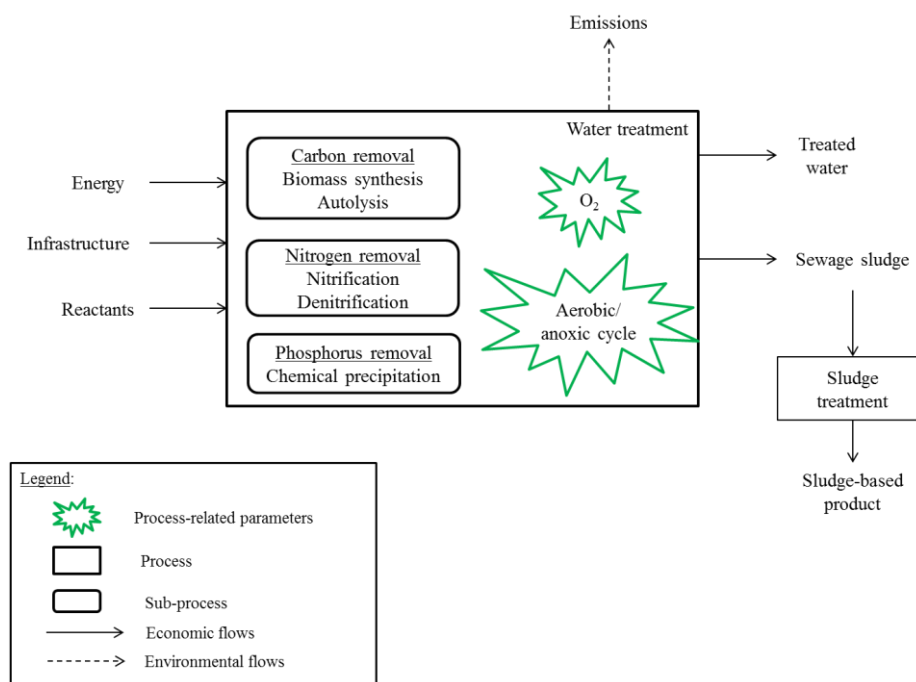 Emissions
Water treatment
Carbon removal
Biomass synthesis
Autolysis
Energy
Infrastructure
Reactants
Nitrogen removal
Nitrification
Denitrification
Phosphorus removal
Chemical precipitation
O₂
Aerobic/
anoxic cycle
Treated
water
Sewage sludge
Sludge
treatment
Sludge-based
product
Legend:
Process-related parameters
Process
Sub-process
Economic flows
Environmental flows